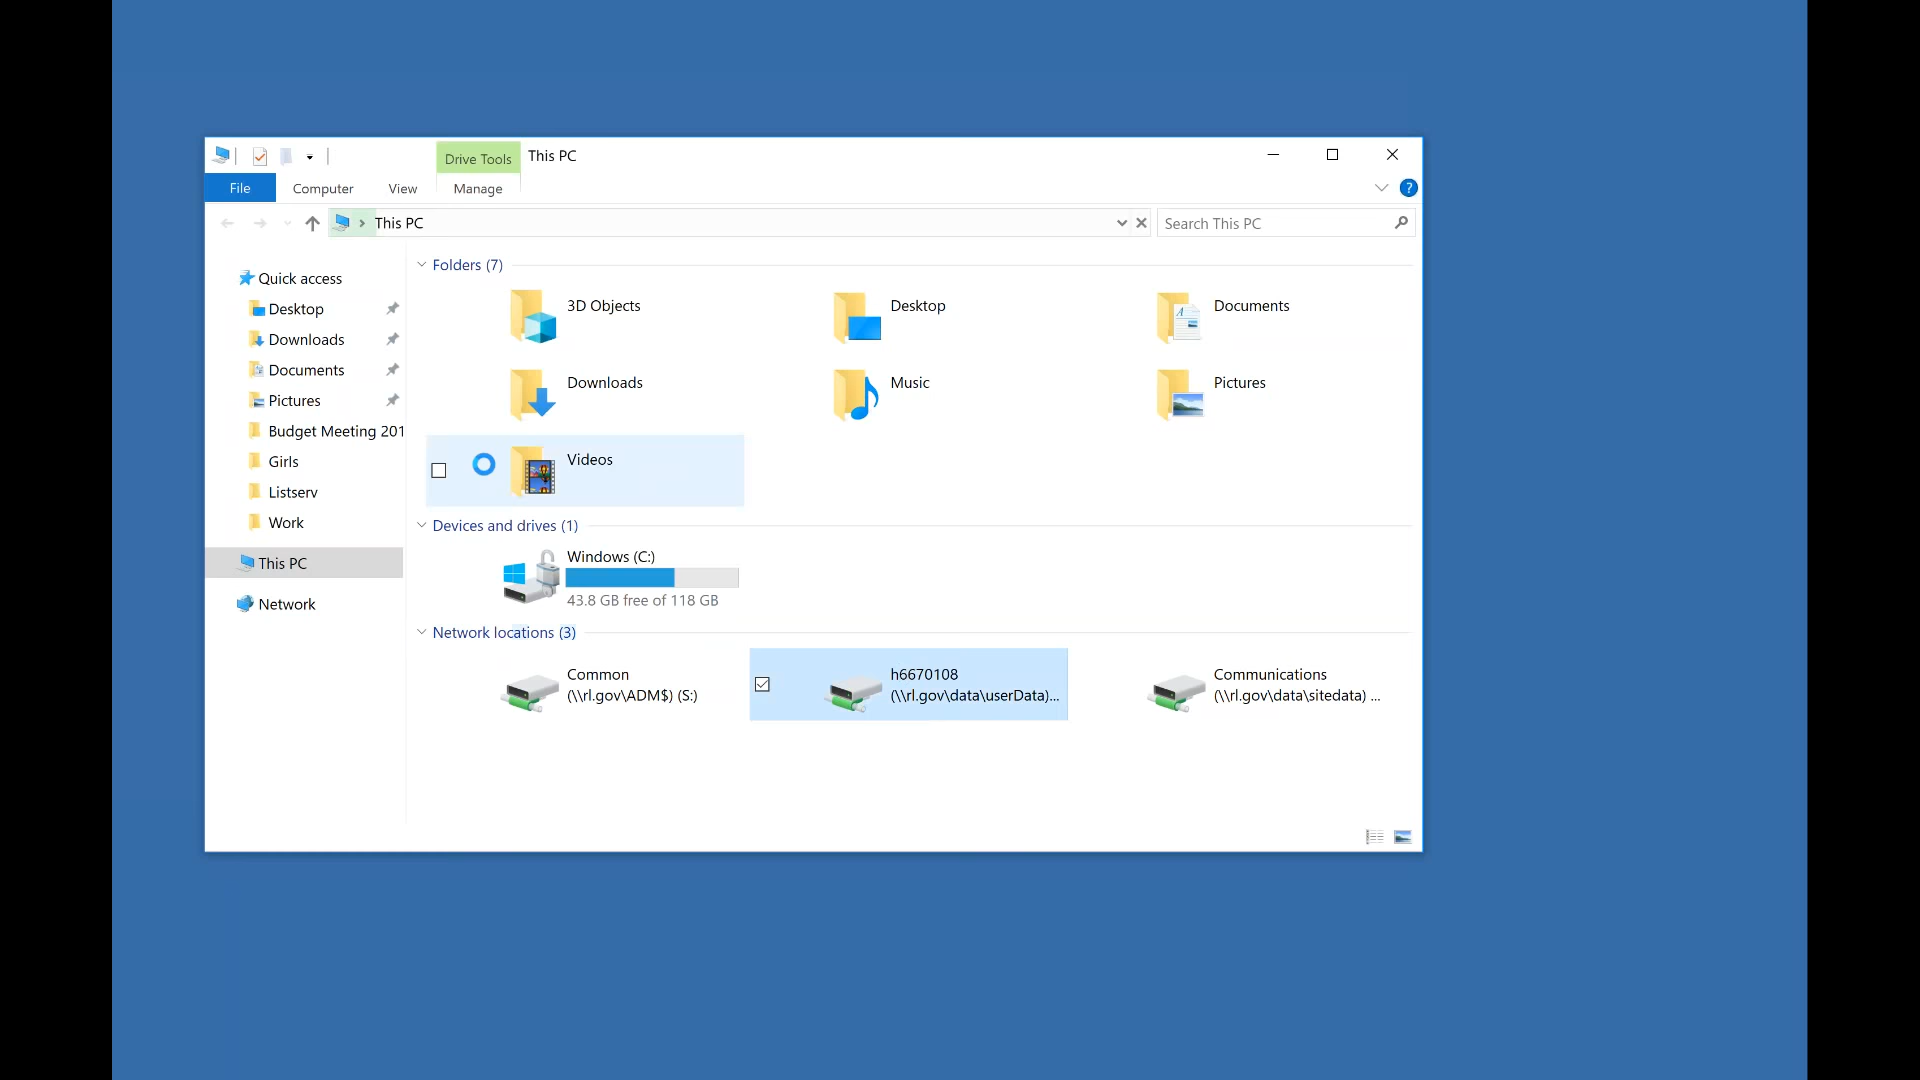 Drive Tools
This PC
File
Computer
View
Manage
?
This PC
Search This PC
Quick access
Desktop
Downloads
Documents
Pictures
Budget Meeting 201
Girls
Listserv
Work
This PC
Network
Folders (7)
3D Objects
Desktop
Documents
Downloads
Music
Pictures
Videos
Devices and drives (1)
Windows (C:)
43.8 GB free of 118 GB
Network locations (3)
Common
(\\rl.gov\ADM$) (S:)
h6670108
(\\rl.gov\data\userData)...
Communications
(\\rl.gov\data\sitedata) ...